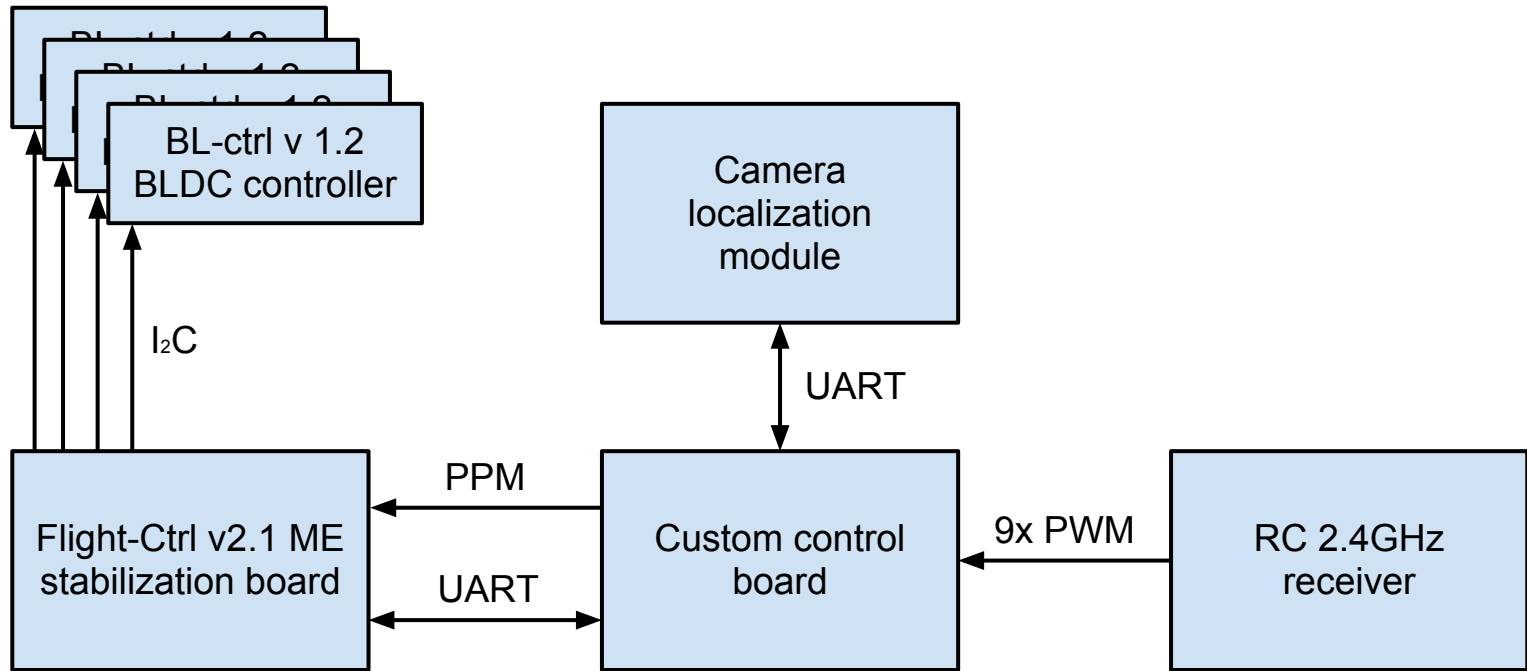 BL-ctrl v 1.2
BLDC controller
Camera
localization
module
I₂C
UART
PPM
Flight-Ctrl v2.1 ME
stabilization board
UART
Custom control
board
9x PWM
RC 2.4GHz
receiver